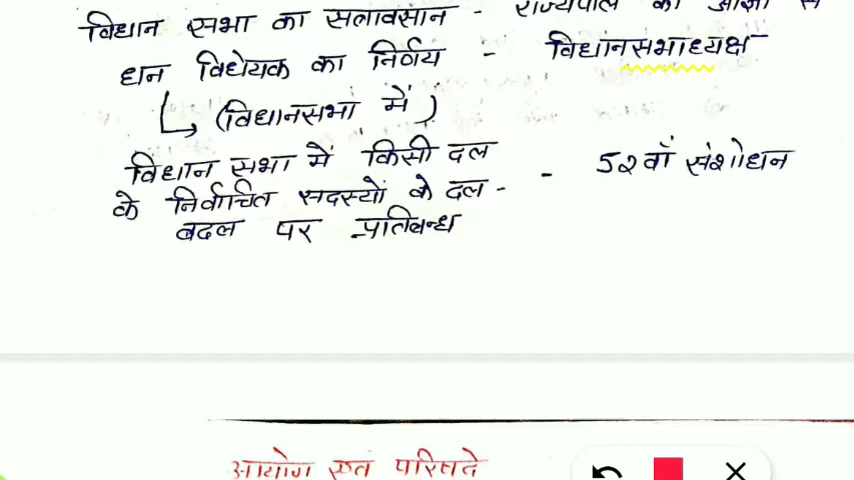 विधान सभा का सत्रावसान - राज्यपाल की आज्ञा से
धन विधेयक का निर्णय - विधानसभाध्यक्ष
(विधानसभा में)
विधान सभा में किसी दल
के निर्वाचित सदस्यों के दल- - 52वाँ संशोधन
बदल पर प्रतिबन्ध
आयोग एवं परिषदे